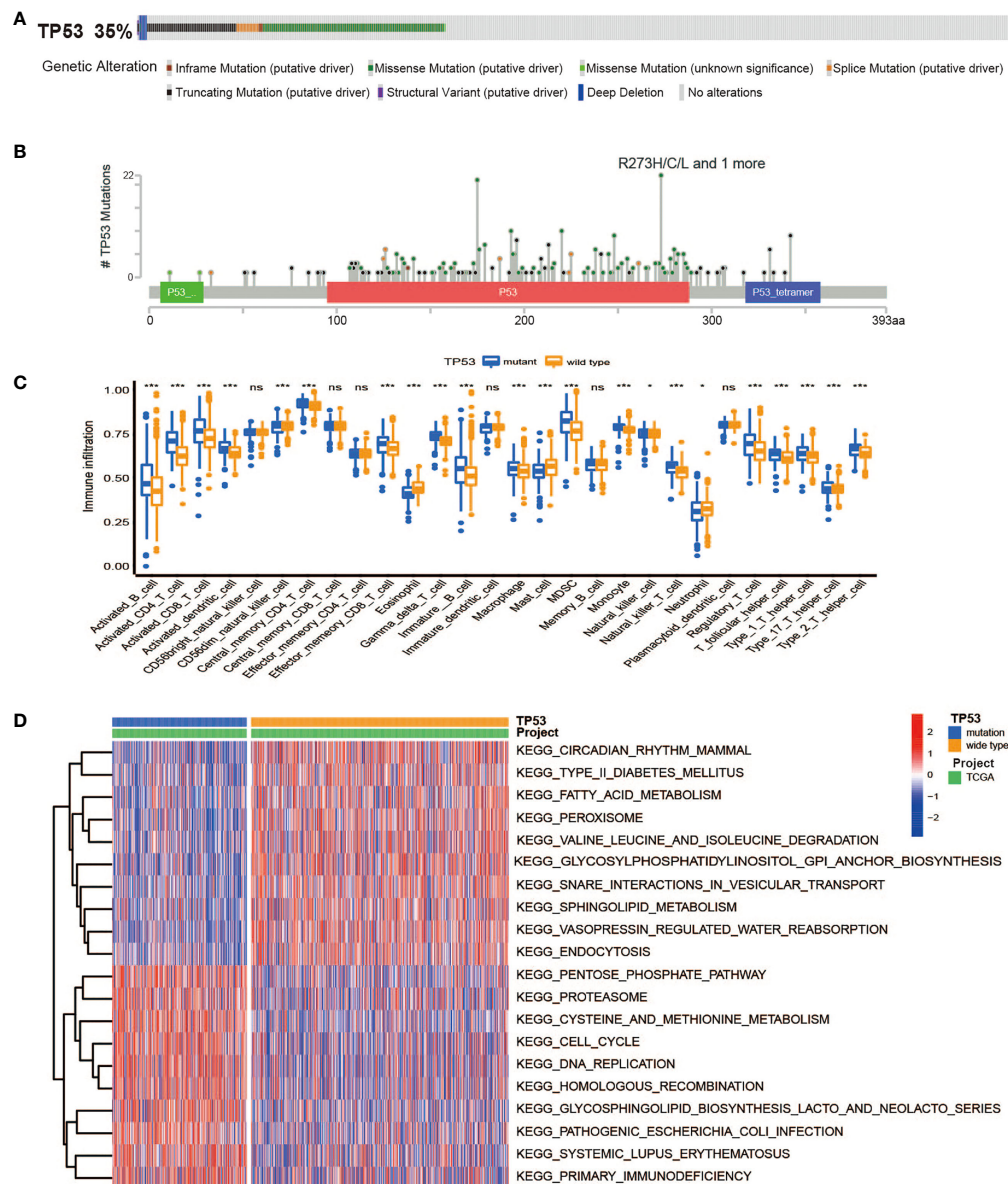 A
TP53 35%
Genetic Alteration
Inframe Mutation (putative driver)
Missense Mutation (putative driver)
Missense Mutation (unknown significance)
Splice Mutation (putative driver)
Truncating Mutation (putative driver)
Structural Variant (putative driver)
Deep Deletion
No alterations
B
R273H/C/L and 1 more
# TP53 Mutations
22
0
P53_..
P53
P53_tetramer
0
100
200
300
393aa
TP53 mutant wild type
C
*** *** *** *** ns *** *** ns ns *** *** *** *** ns *** *** *** ns *** * *** * ns *** *** *** *** ***
Immune infiltration
1.00
0.75
0.50
0.25
0.00
Activated_B_cell
Activated_CD4_T_cell
Activated_CD8_T_cell
Activated_dendritic_cell
CD56bright_natural_killer_cell
CD56dim_natural_killer_cell
Central_memory_CD4_T_cell
Central_memory_CD8_T_cell
Effector_memory_CD4_T_cell
Effector_memory_CD8_T_cell
Eosinophil
Gamma_delta_T_cell
Immature_B_cell
Immature_dendritic_cell
Macrophage
Mast_cell
MDSC
Memory_B_cell
Monocyte
Natural_killer_cell
Natural_killer_T_cell
Neutrophil
Plasmacytoid_dendritic_cell
Regulatory_T_cell
T_follicular_helper_cell
Type_1_T_helper_cell
Type_17_T_helper_cell
Type_2_T_helper_cell
D
TP53
Project
KEGG_CIRCADIAN_RHYTHM_MAMMAL
KEGG_TYPE_II_DIABETES_MELLITUS
KEGG_FATTY_ACID_METABOLISM
KEGG_PEROXISOME
KEGG_VALINE_LEUCINE_AND_ISOLEUCINE_DEGRADATION
KEGG_GLYCOSYLPHOSPHATIDYLINOSITOL_GPI_ANCHOR_BIOSYNTHESIS
KEGG_SNARE_INTERACTIONS_IN_VESICULAR_TRANSPORT
KEGG_SPHINGOLIPID_METABOLISM
KEGG_VASOPRESSIN_REGULATED_WATER_REABSORPTION
KEGG_ENDOCYTOSIS
KEGG_PENTOSE_PHOSPHATE_PATHWAY
KEGG_PROTEASOME
KEGG_CYSTEINE_AND_METHIONINE_METABOLISM
KEGG_CELL_CYCLE
KEGG_DNA_REPLICATION
KEGG_HOMOLOGOUS_RECOMBINATION
KEGG_GLYCOSPHINGOLIPID_BIOSYNTHESIS_LACTO_AND_NEOLACTO_SERIES
KEGG_PATHOGENIC_ESCHERICHIA_COLI_INFECTION
KEGG_SYSTEMIC_LUPUS_ERYTHEMATOSUS
KEGG_PRIMARY_IMMUNODEFICIENCY
2
1
0
−1
−2
TP53
mutation
wide type
Project
TCGA